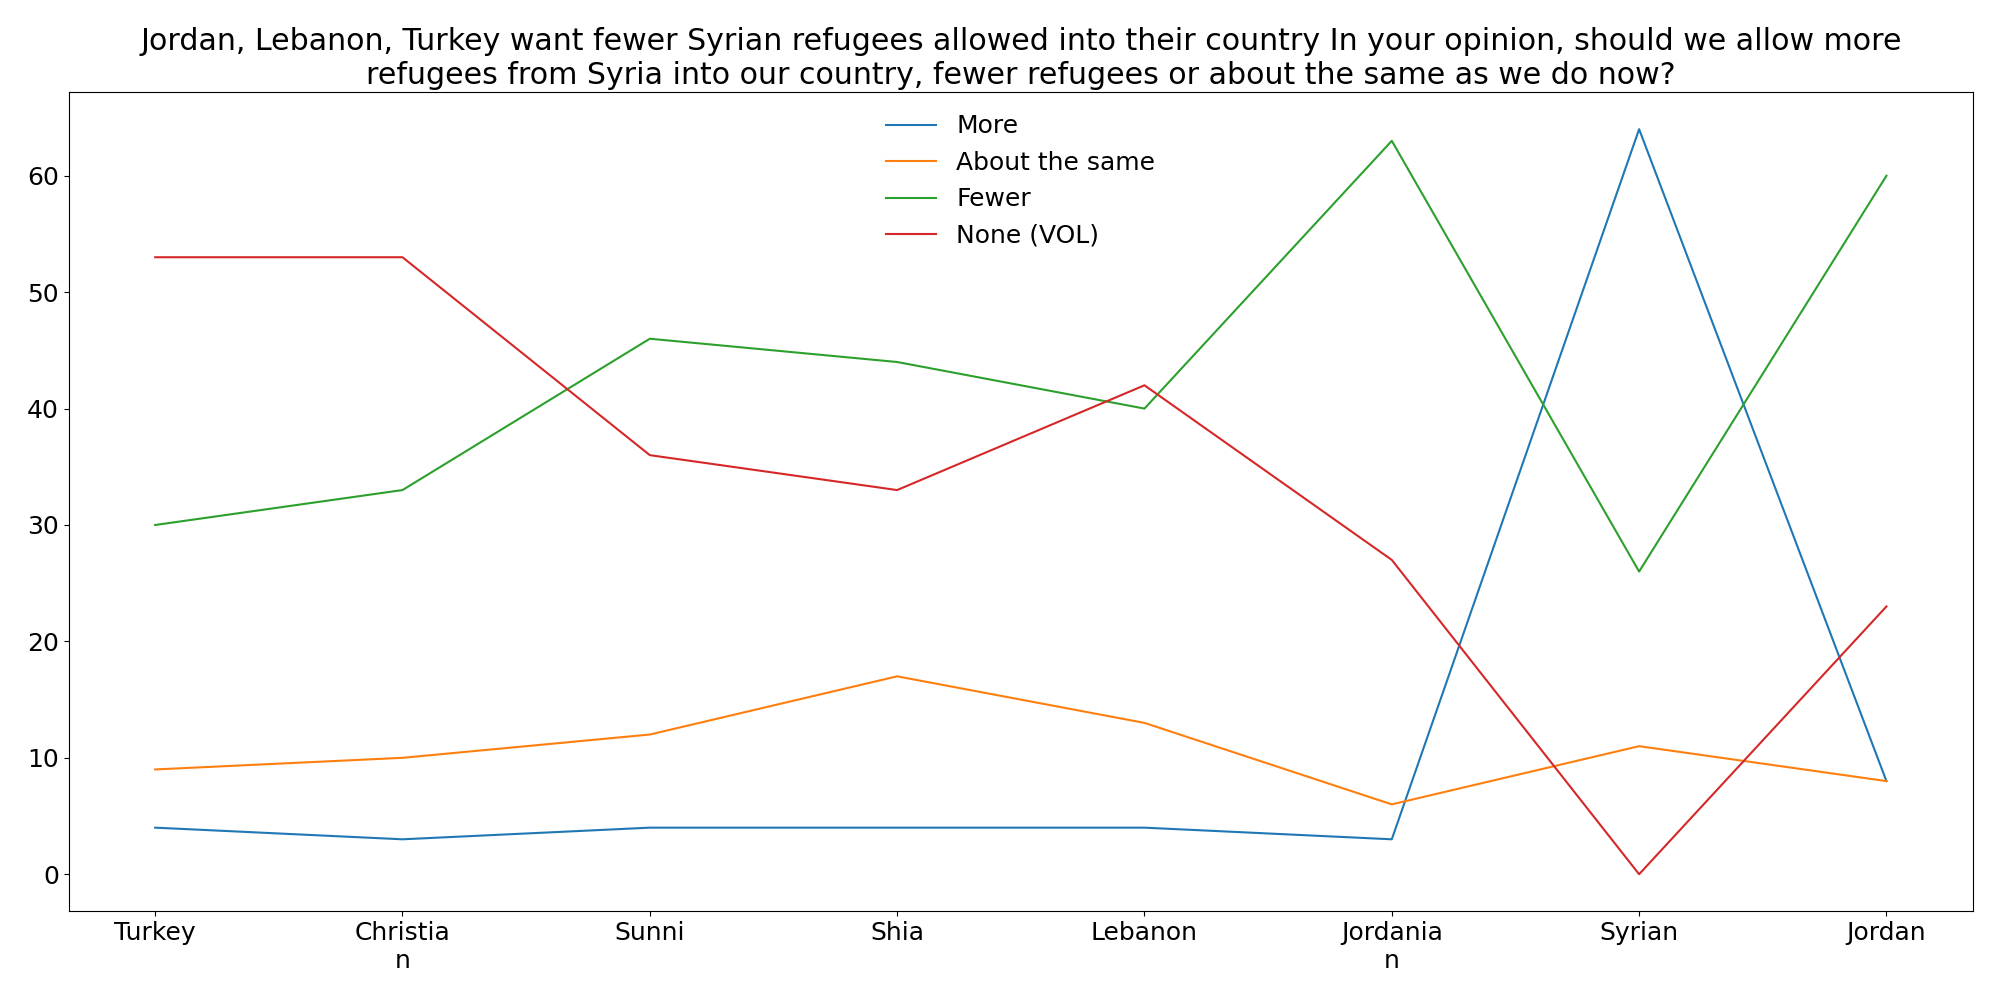 Jordan, Lebanon, Turkey want fewer Syrian refugees allowed into their country In your opinion, should we allow more
refugees from Syria into our country, fewer refugees or about the same as we do now?
More
About the same
Fewer
None (VOL)
60
50
40
30
20
10
0
Turkey
Christia
n
Sunni
Shia
Lebanon
Jordania
n
Syrian
Jordan